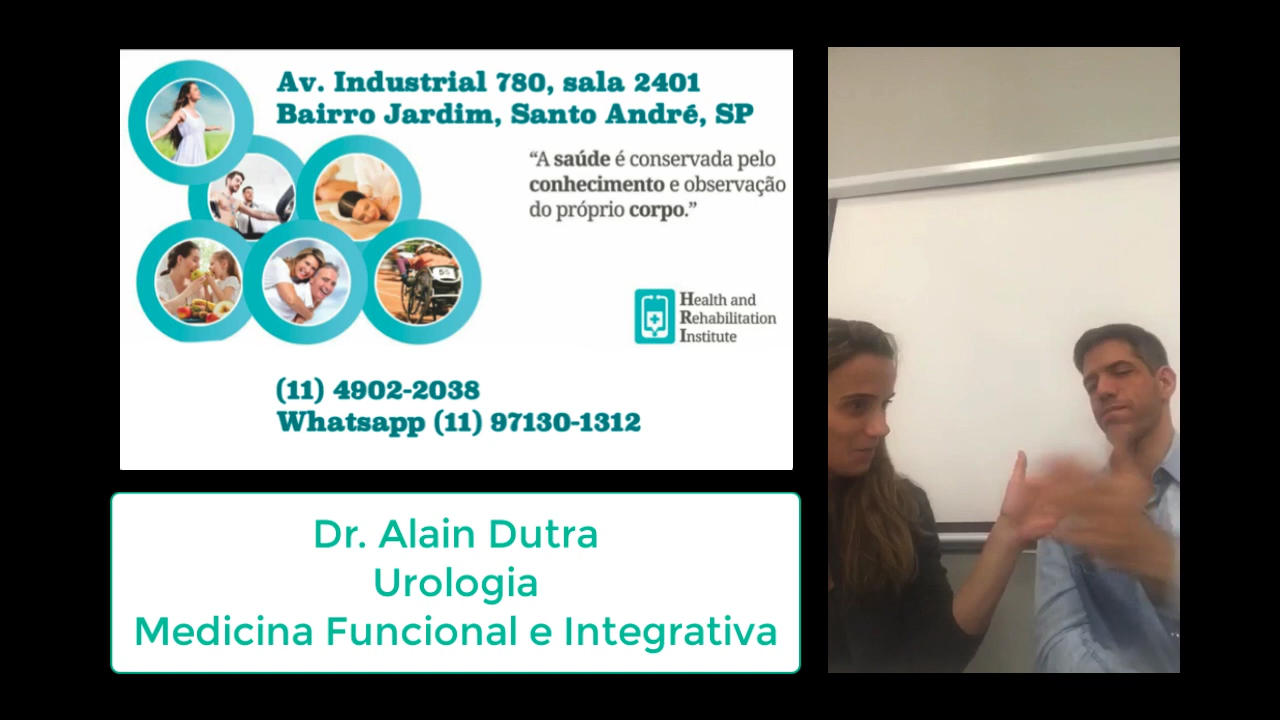 Av. Industrial 780, sala 2401
Bairro Jardim, Santo André, SP
“A saúde é conservada pelo
conhecimento e observação
do próprio corpo.”
Health and
Rehabilitation
Institute
(11) 4902-2038
Whatsapp (11) 97130-1312
Dr. Alain Dutra
Urologia
Medicina Funcional e Integrativa